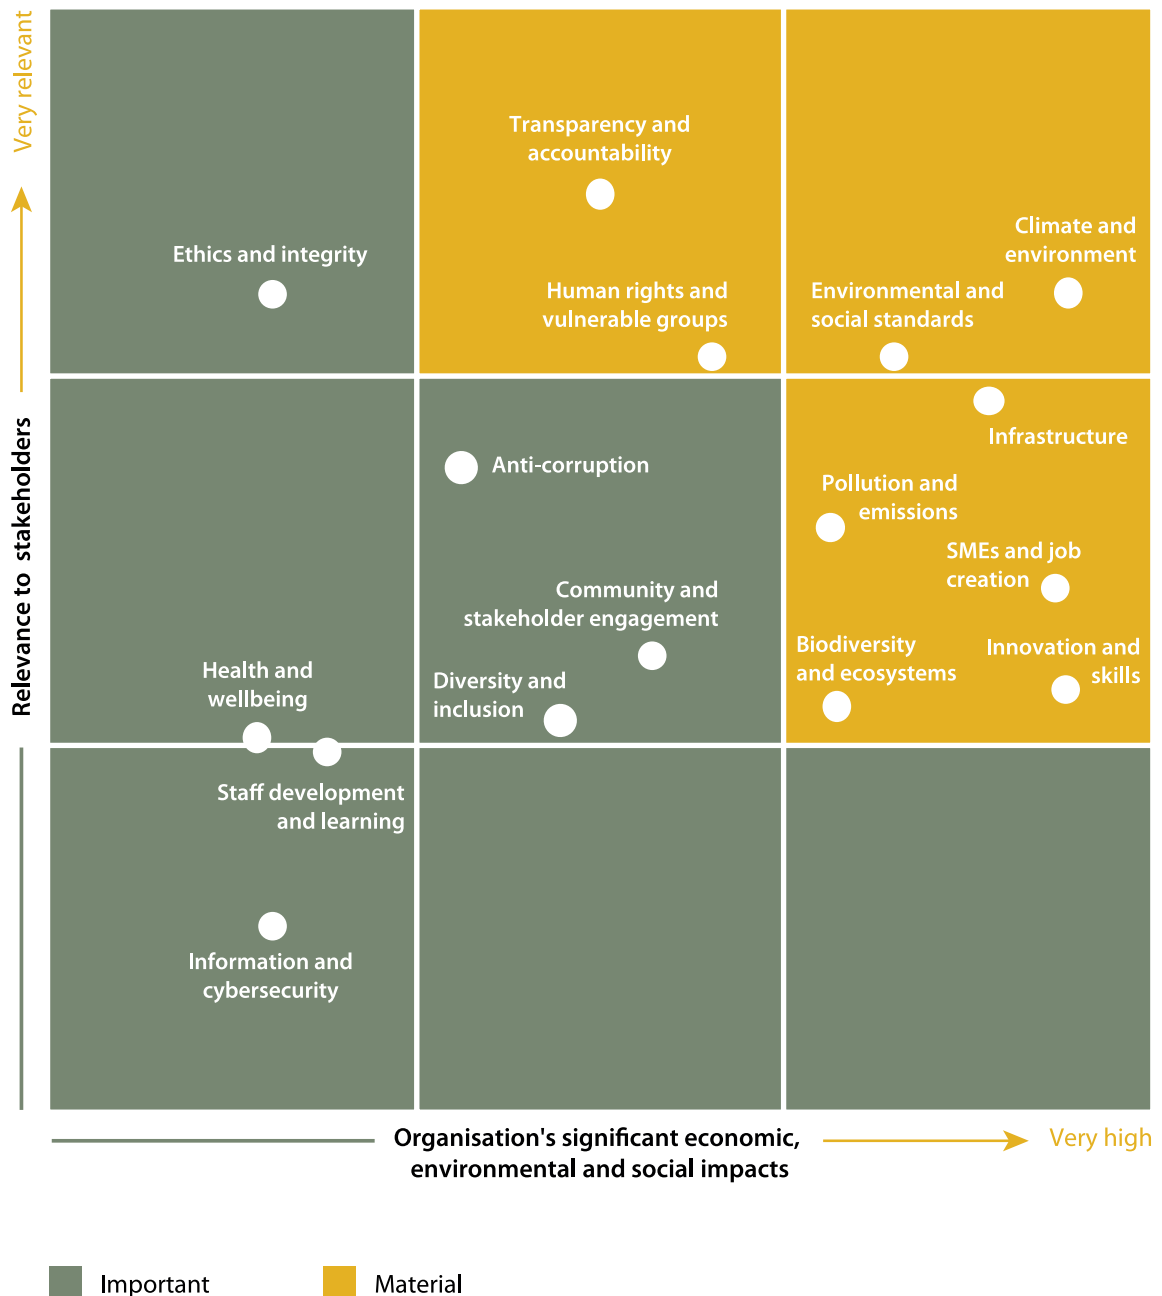 Very relevant
Relevance to stakeholders
Transparency and
accountability
Ethics and integrity
Human rights and
vulnerable groups
Climate and
environment
Environmental and
social standards
Infrastructure
Anti-corruption
Pollution and
emissions
SMEs and job
creation
Community and
stakeholder engagement
Biodiversity
and ecosystems
Innovation and
skills
Health and
wellbeing
Diversity and
inclusion
Staff development
and learning
Information and
cybersecurity
Organisation's significant economic,
environmental and social impacts
Very high
Important
Material